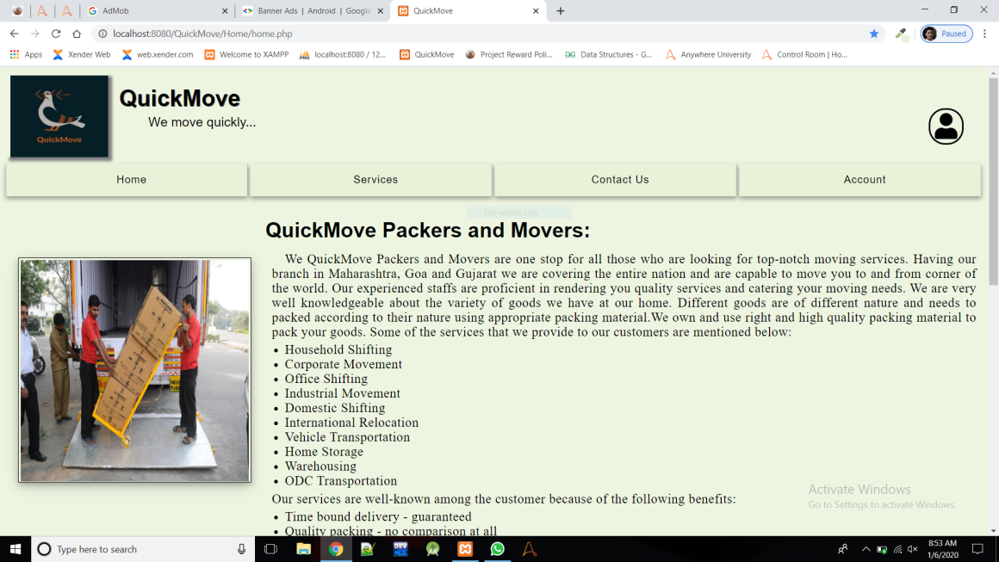 AdMob
Banner Ads | Android | Google
QuickMove
localhost:8080/QuickMove/Home/home.php
Paused
Apps
Xender Web
web.xender.com
Welcome to XAMPP
localhost:8080 / 12...
QuickMove
Project Reward Poli...
Data Structures - G...
Anywhere University
Control Room | Ho...
QuickMove
QuickMove
We move quickly...
Home
Services
Contact Us
Account
Full-screen Snip
QuickMove Packers and Movers:
We QuickMove Packers and Movers are one stop for all those who are looking for top-notch moving services. Having our
branch in Maharashtra, Goa and Gujarat we are covering the entire nation and are capable to move you to and from corner of
the world. Our experienced staffs are proficient in rendering you quality services and catering your moving needs. We are very
well knowledgeable about the variety of goods we have at our home. Different goods are of different nature and needs to
packed according to their nature using appropriate packing material.We own and use right and high quality packing material to
pack your goods. Some of the services that we provide to our customers are mentioned below:
• Household Shifting
• Corporate Movement
• Office Shifting
• Industrial Movement
• Domestic Shifting
• International Relocation
• Vehicle Transportation
• Home Storage
• Warehousing
• ODC Transportation
Our services are well-known among the customer because of the following benefits:
• Time bound delivery - guaranteed
• Quality packing - no comparison at all
Activate Windows
Go to Settings to activate Windows.
Type here to search
DEV
8:53 AM
1/6/2020